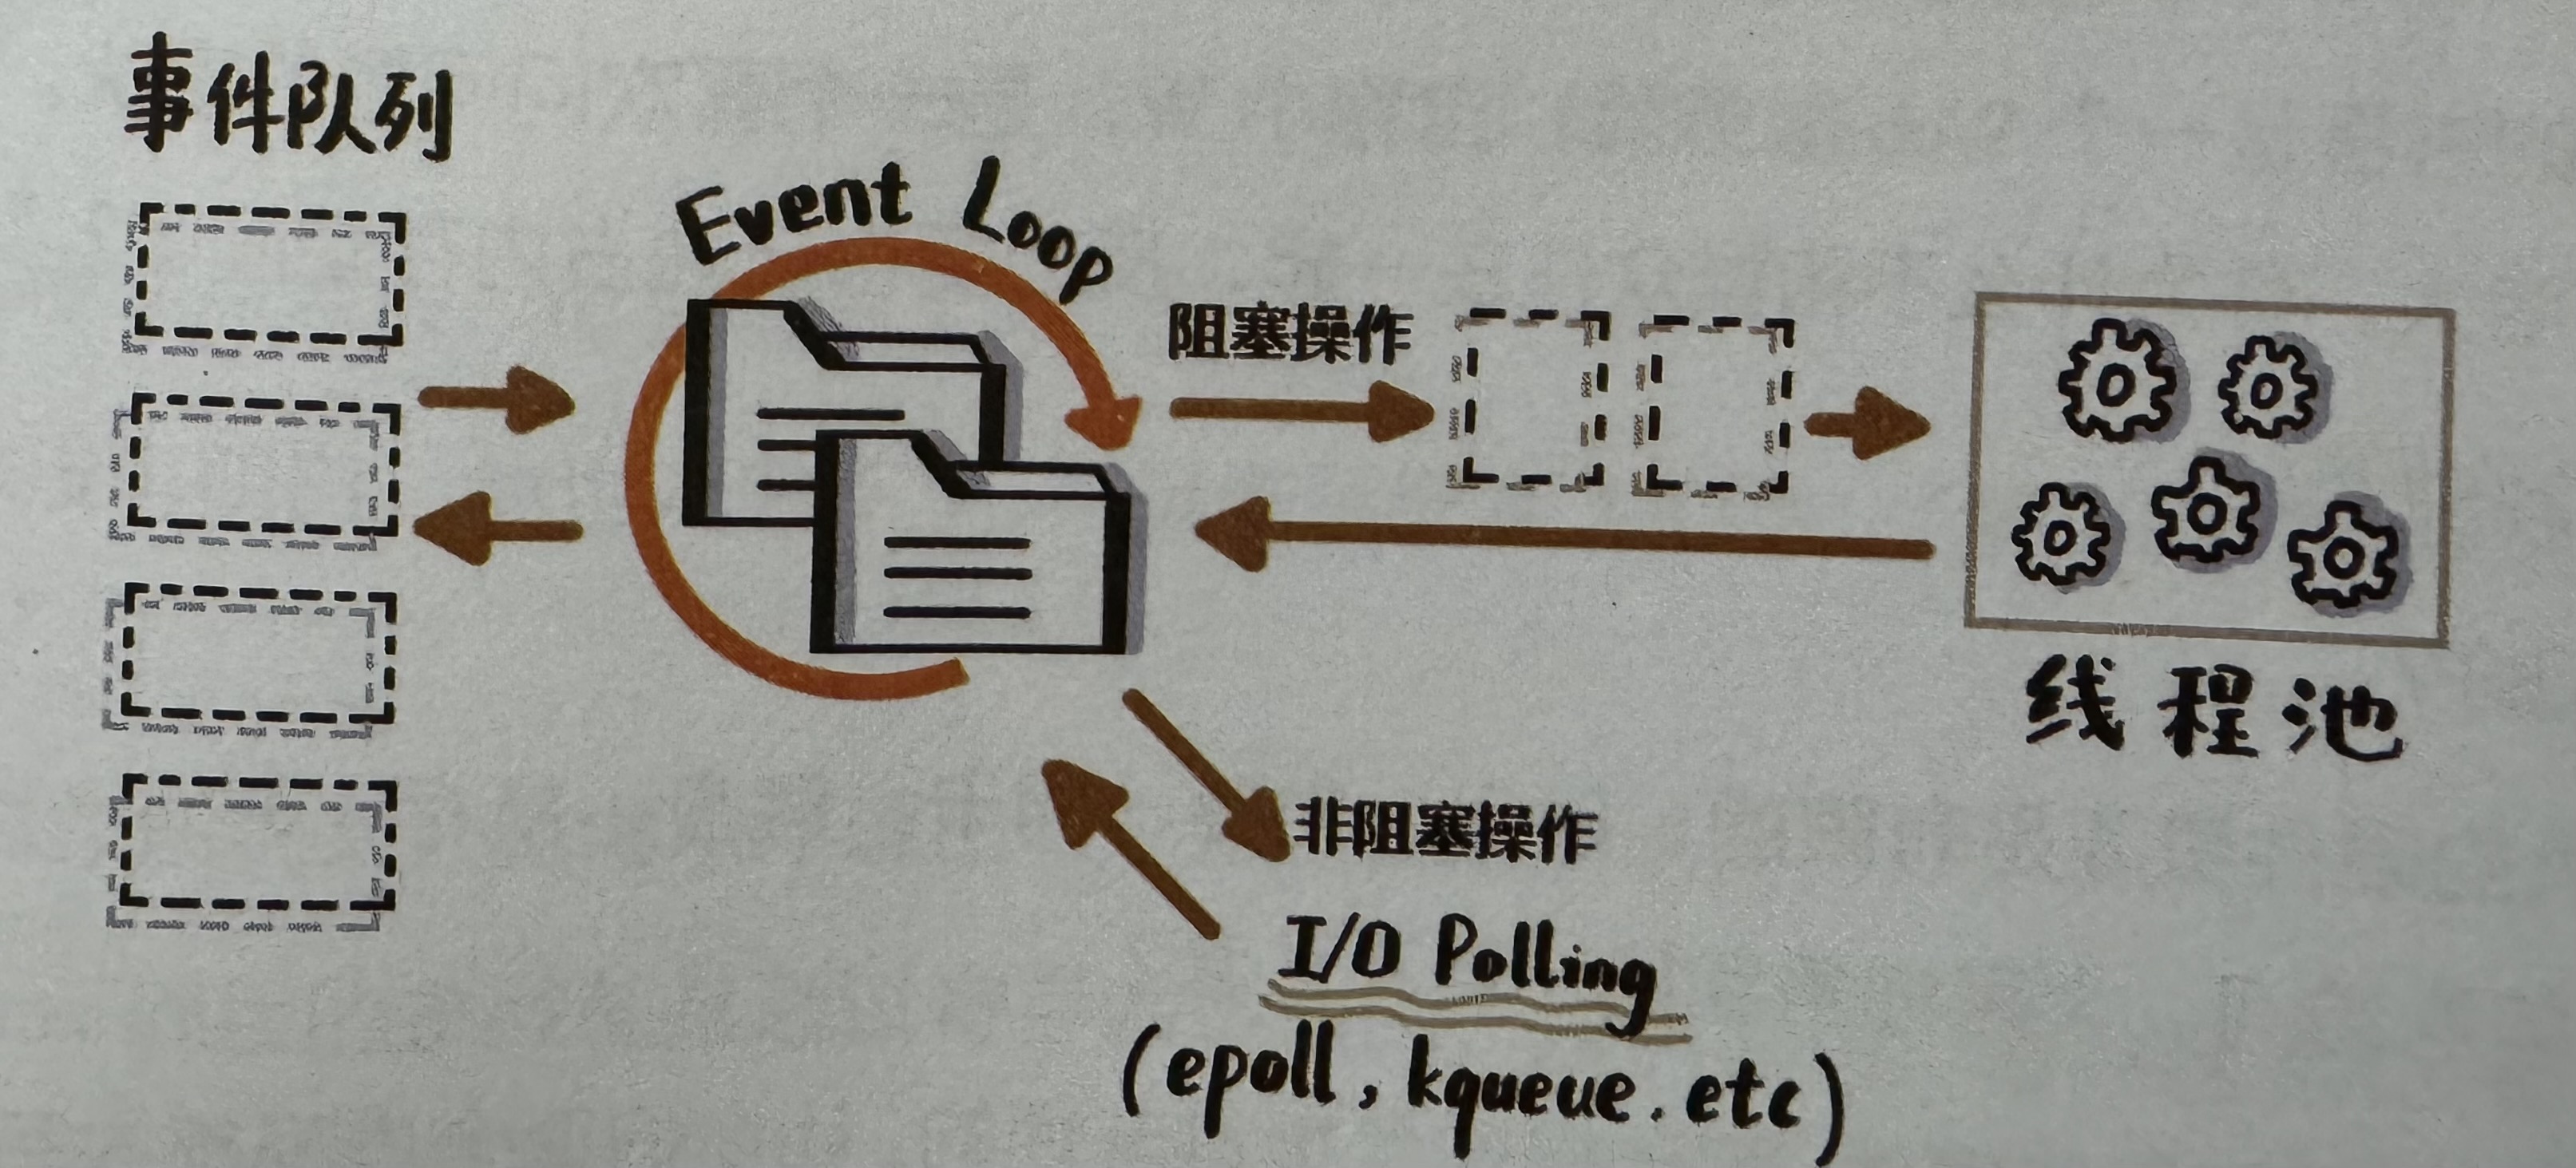 事件队列
Event Loop
阻塞操作
线程池
非阻塞操作
I/O Polling
(epoll, kqueue. etc)